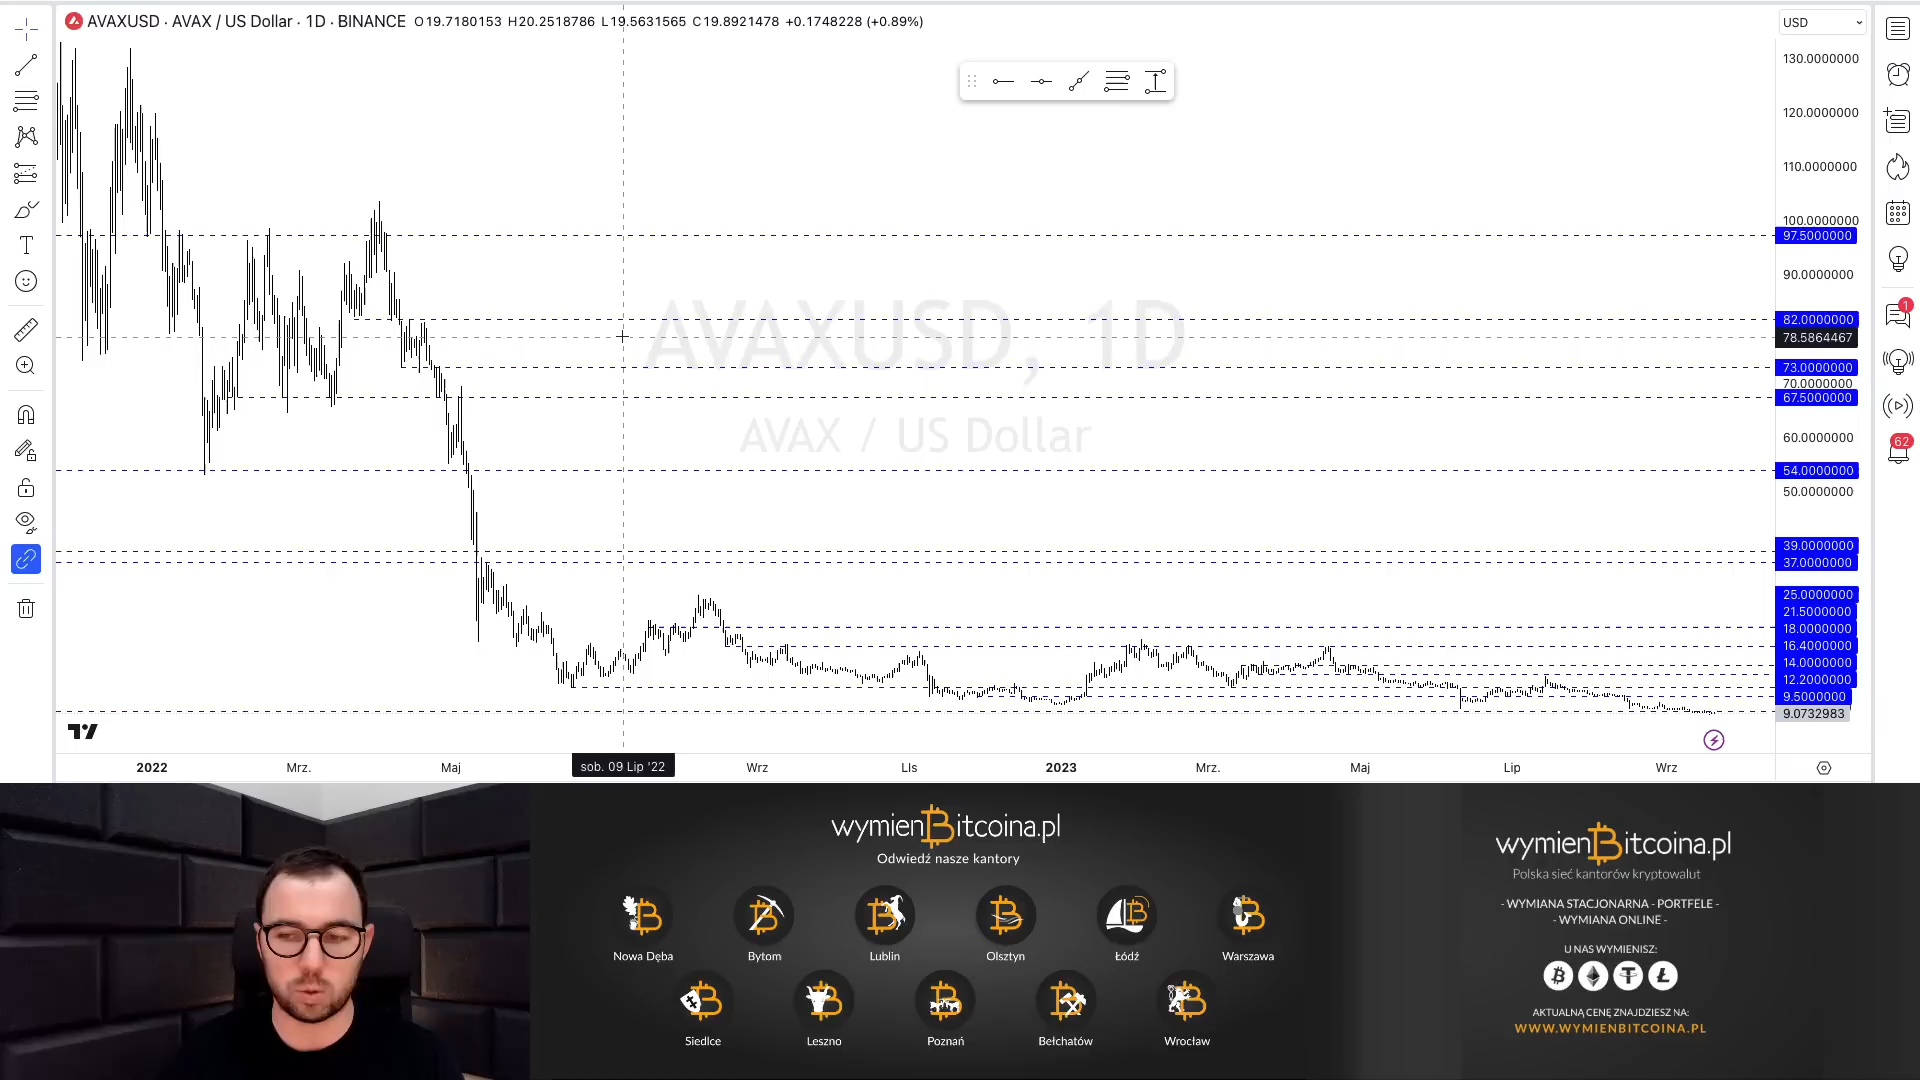 AVAXUSD · AVAX / US Dollar · 1D · BINANCE O19.7180153 H20.2518786 L19.5631565 C19.8921478 +0.1748228 (+0.89%)
USD
130.0000000
120.0000000
110.0000000
100.0000000
97.5000000
90.0000000
82.0000000
78.5864467
73.0000000
70.0000000
67.5000000
60.0000000
54.0000000
50.0000000
39.0000000
37.0000000
25.0000000
21.5000000
18.0000000
16.4000000
14.0000000
12.2000000
9.5000000
9.0732983
1
62
AVAXUSD, 1D
AVAX / US Dollar
2022 Mrz. Maj sob. 09 Lip '22 Wrz LIs 2023 Mrz. Maj Lip Wrz
wymienBitcoina.pl
Odwiedź nasze kantory
Nowa Dęba Bytom Lublin Olsztyn Łódź Warszawa
Siedlce Leszno Poznań Bełchatów Wrocław
wymienBitcoina.pl
Polska sieć kantorów kryptowalut
- WYMIANA STACJONARNA - PORTFELE -
- WYMIANA ONLINE -
U NAS WYMIENISZ:
AKTUALNĄ CENĘ ZNAJDZIESZ NA:
WWW.WYMIENBITCOINA.PL